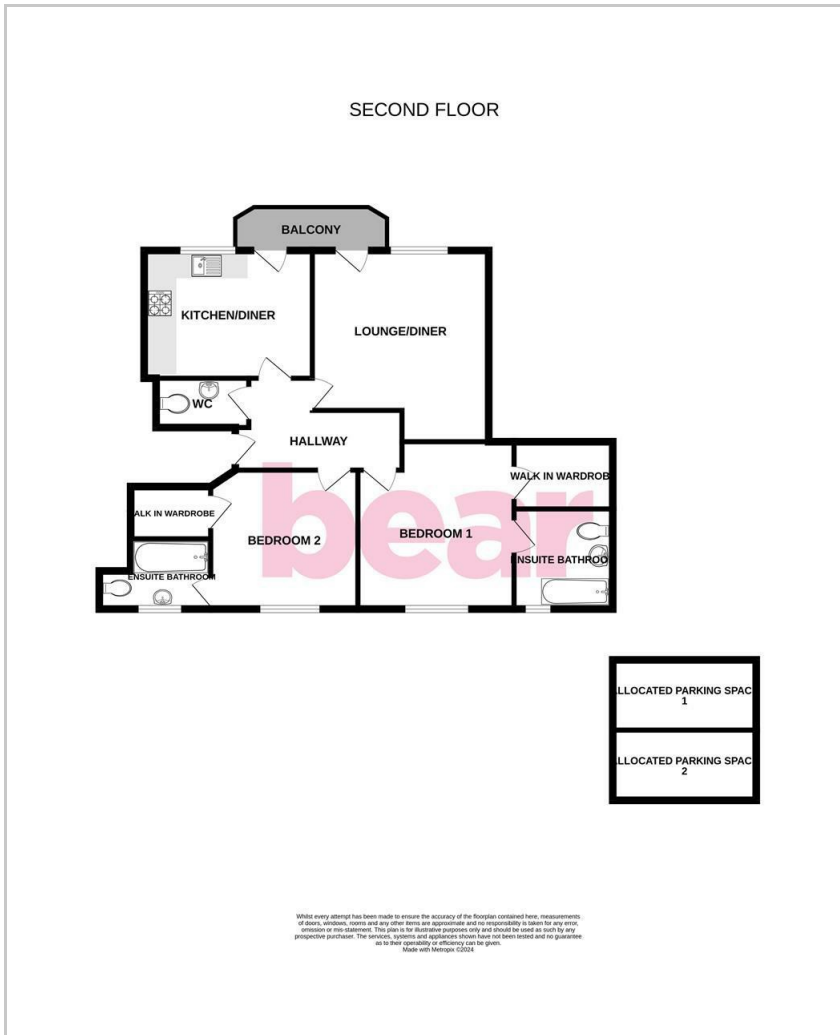 SECOND FLOOR
BALCONY
KITCHEN/DINER
LOUNGE/DINER
WC
HALLWAY
WALK IN WARDROB
ALK IN WARDROBE
BEDROOM 2
BEDROOM 1
ENSUITE BATHROOM
ENSUITE BATHROO
bear
LLOCATED PARKING SPAC
1
LLOCATED PARKING SPAC
2
Whilst every attempt has been made to ensure the accuracy of the floorplan contained here, measurements
of doors, windows, rooms and any other items are approximate and no responsibility is taken for any error,
omission or mis-statement. This plan is for illustrative purposes only and should be used as such by any
prospective purchaser. The services, systems and appliances shown have not been tested and no guarantee
as to their operability or efficiency can be given.
Made with Metropix ©2024